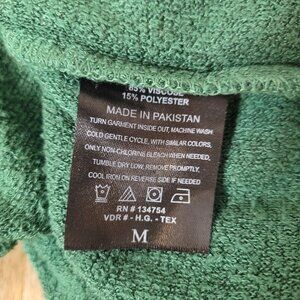 85% VISCOSE
15% POLYESTER
MADE IN PAKISTAN
TURN GARMENT INSIDE OUT, MACHINE WASH
COLD GENTLE CYCLE, WITH SIMILAR COLORS,
ONLY NON-CHLORINE BLEACH WHEN NEEDED,
TUMBLE DRY LOW, REMOVE PROMPTLY,
COOL IRON ON REVERSE SIDE IF NEEDED
RN # 134754
VDR # - H.G. - TEX
M